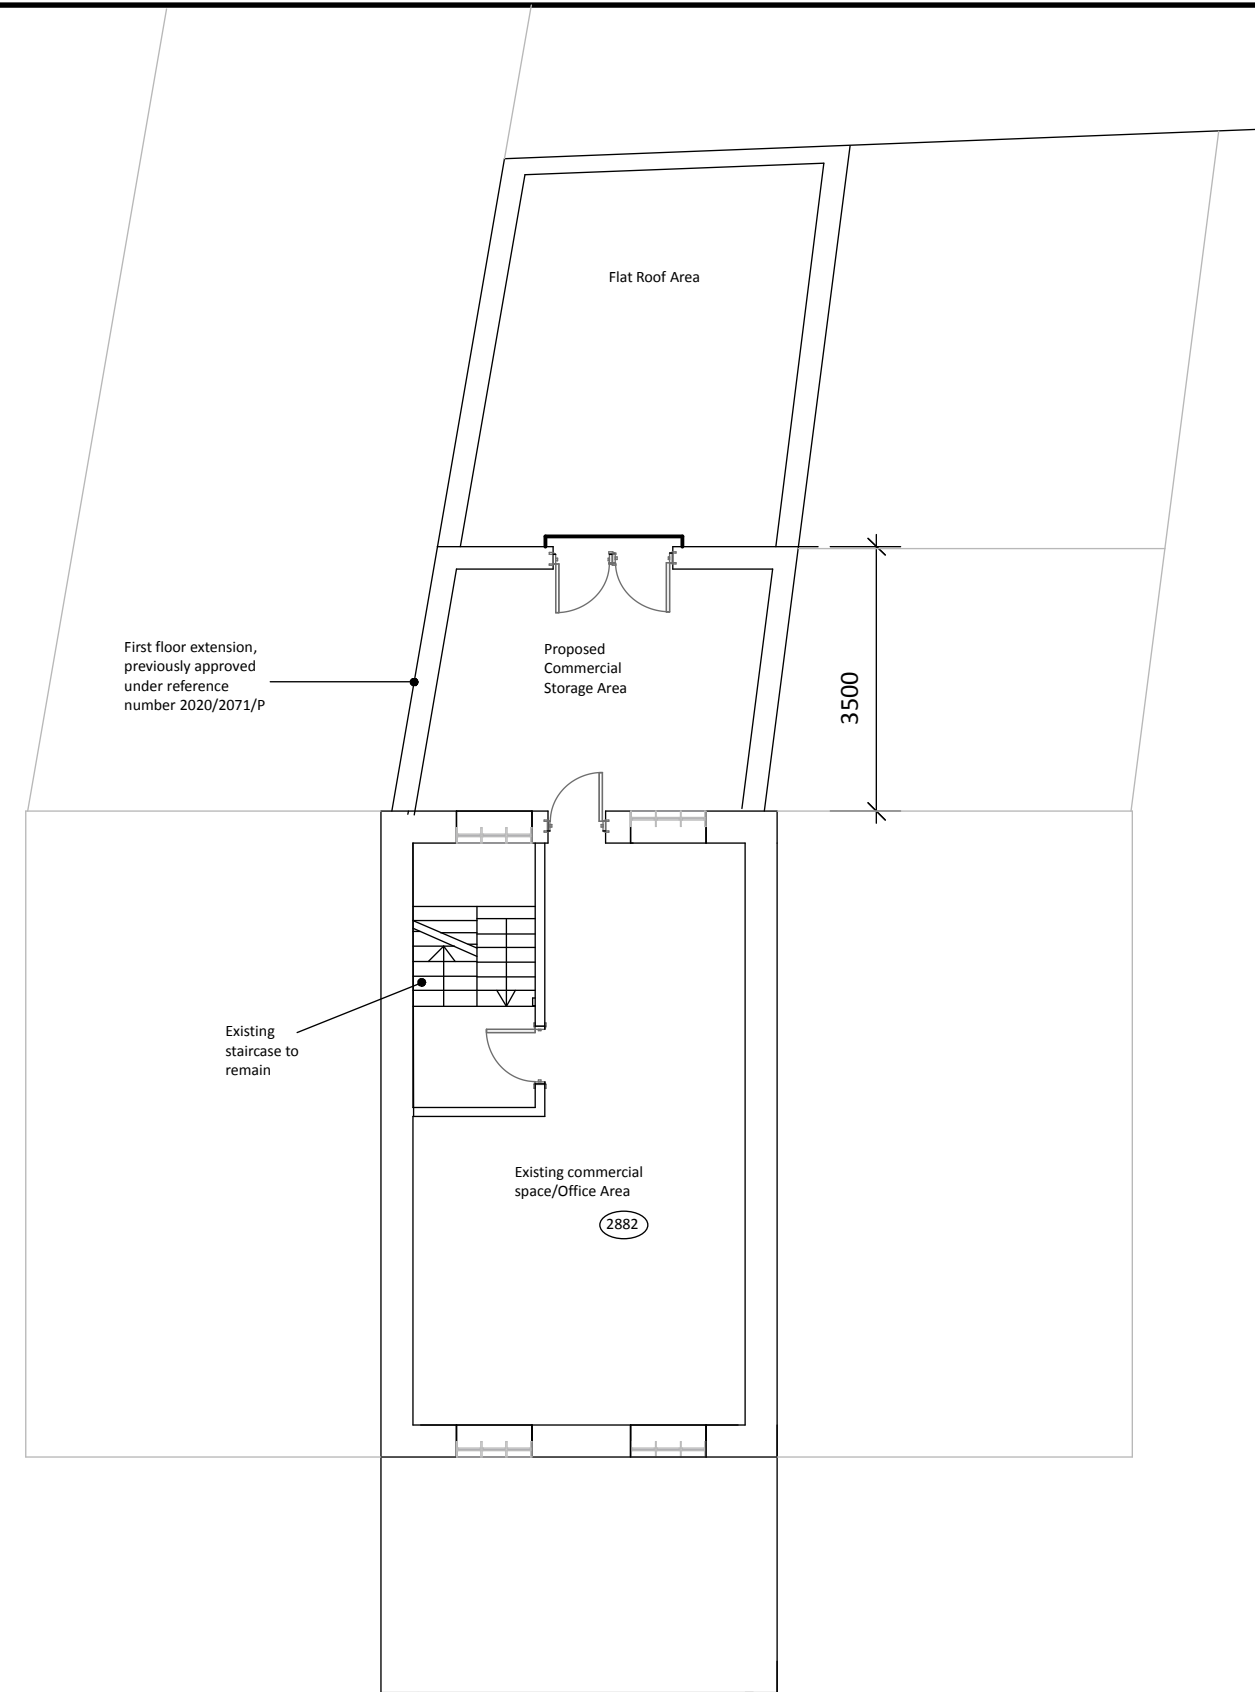 Flat Roof Area
First floor extension,
previously approved
under reference
number 2020/2071/P
Proposed
Commercial
Storage Area
3500
Existing
staircase to
remain
Existing commercial
space/Office Area
2882